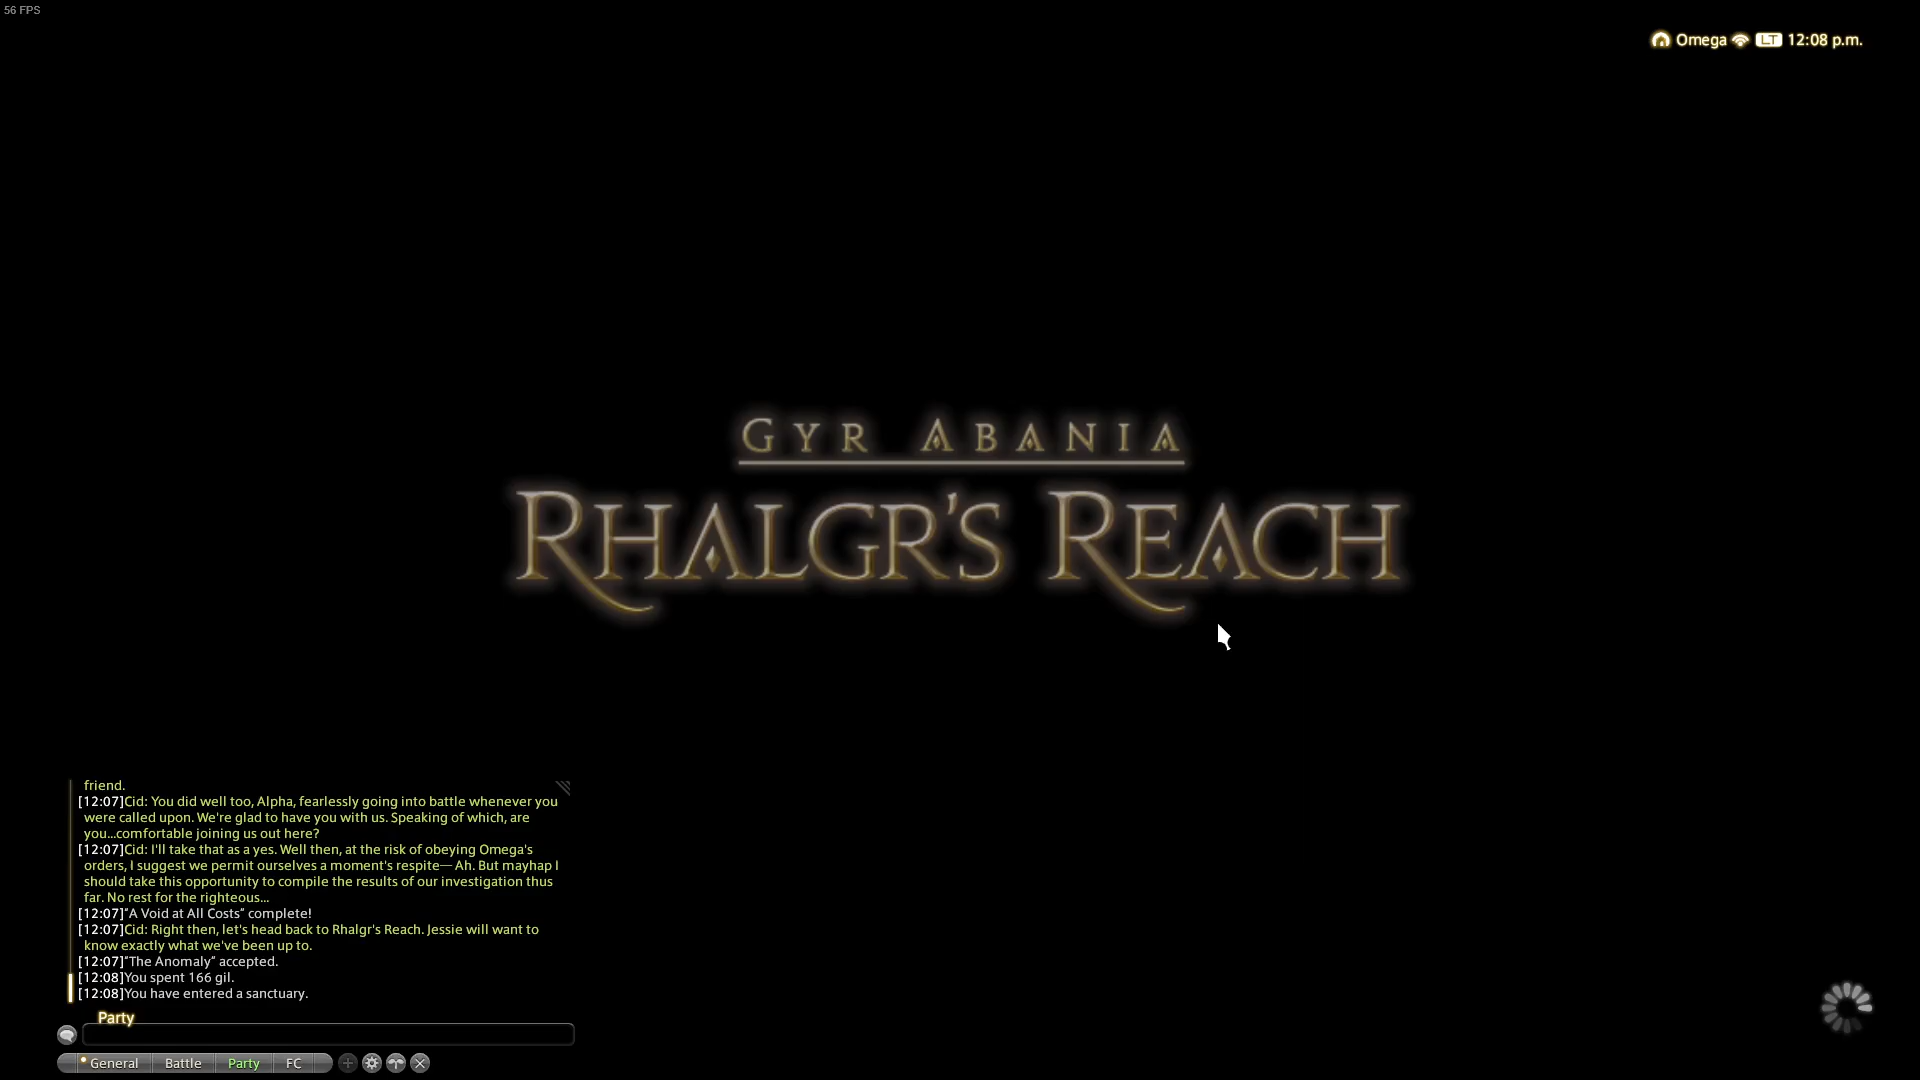 56 FPS
Omega LT 12:08 p.m.
GYR ABANIA
RHALGR'S REACH
friend.
[12:07]Cid: You did well too, Alpha, fearlessly going into battle whenever you
were called upon. We're glad to have you with us. Speaking of which, are
you...comfortable joining us out here?
[12:07]Cid: I'll take that as a yes. Well then, at the risk of obeying Omega's
orders, I suggest we permit ourselves a moment's respite— Ah. But mayhap I
should take this opportunity to compile the results of our investigation thus
far. No rest for the righteous...
[12:07]"A Void at All Costs" complete!
[12:07]Cid: Right then, let's head back to Rhalgr's Reach. Jessie will want to
know exactly what we've been up to.
[12:07]"The Anomaly" accepted.
[12:08]You spent 166 gil.
[12:08]You have entered a sanctuary.
Party
General Battle Party FC